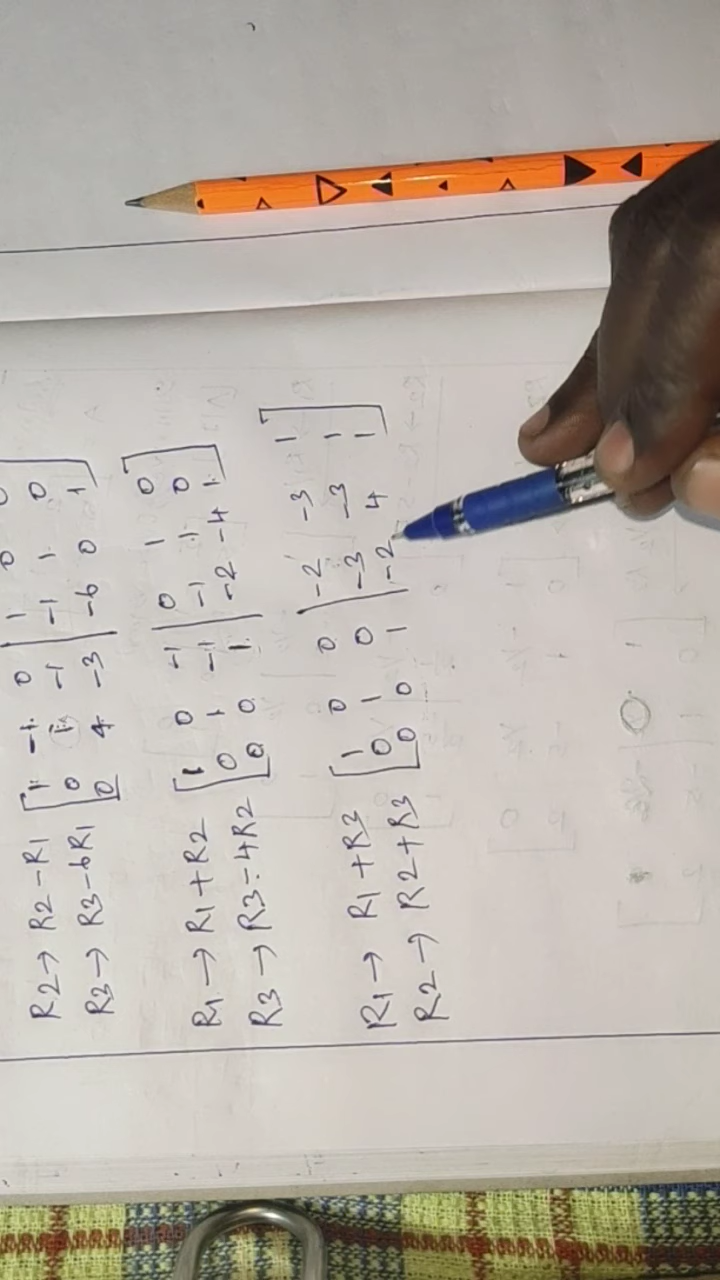 1 -1 0 | 1 0 0
R2 → R2 - R1 0 1 -1 | -1 1 0
R3 → R3 - 6R1 0 4 -3 | -6 0 1
R1 → R1 + R2 [1 0 -1 | 0 1 0]
0 1 -1 | -1 1 0
R3 → R3 - 4R2 0 0 1 | -2 -4 1
R1 → R1 + R3 [1 0 0 | -2 -3 1]
0 1 0 | -3 -3 1
R2 → R2 + R3 0 0 1 | -2 4 1